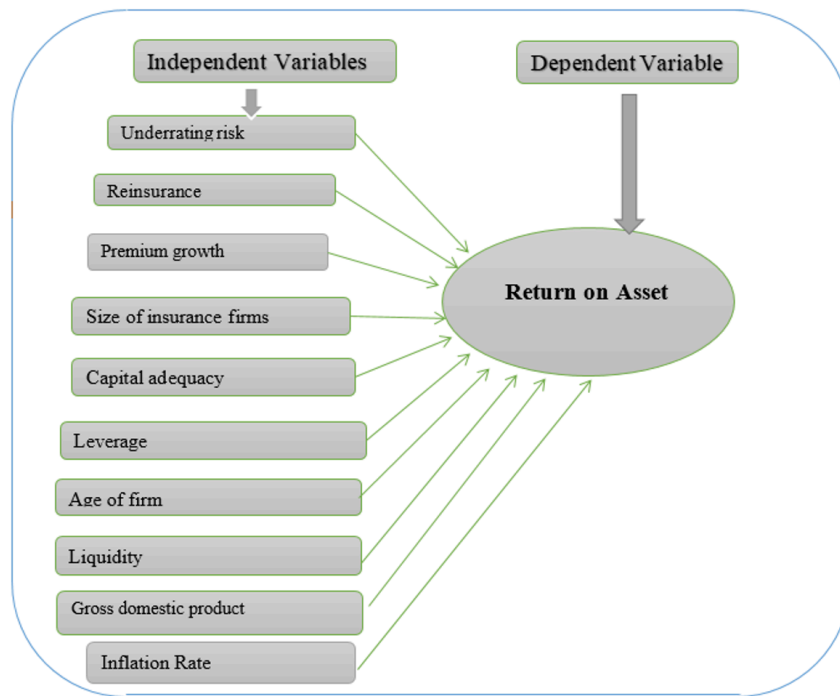 Independent Variables
Dependent Variable
Underrating risk
Reinsurance
Premium growth
Return on Asset
Size of insurance firms
Capital adequacy
Leverage
Age of firm
Liquidity
Gross domestic product
Inflation Rate